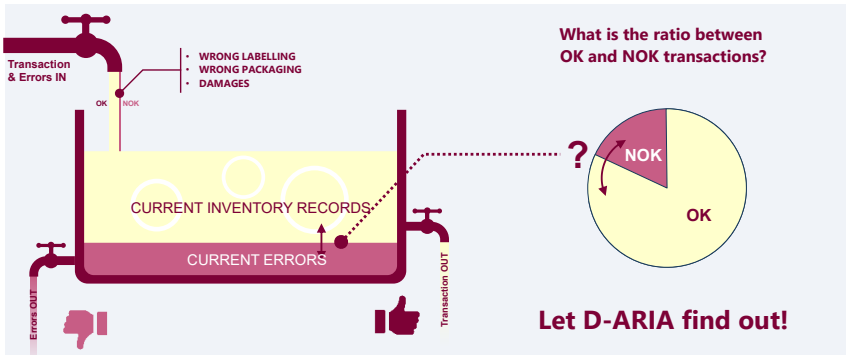 What is the ratio between
OK and NOK transactions?
Transaction
& Errors IN
• WRONG LABELLING
• WRONG PACKAGING
• DAMAGES
OK NOK
?
NOK
OK
CURRENT INVENTORY RECORDS
CURRENT ERRORS
Errors OUT
Transaction OUT
Let D-ARIA find out!